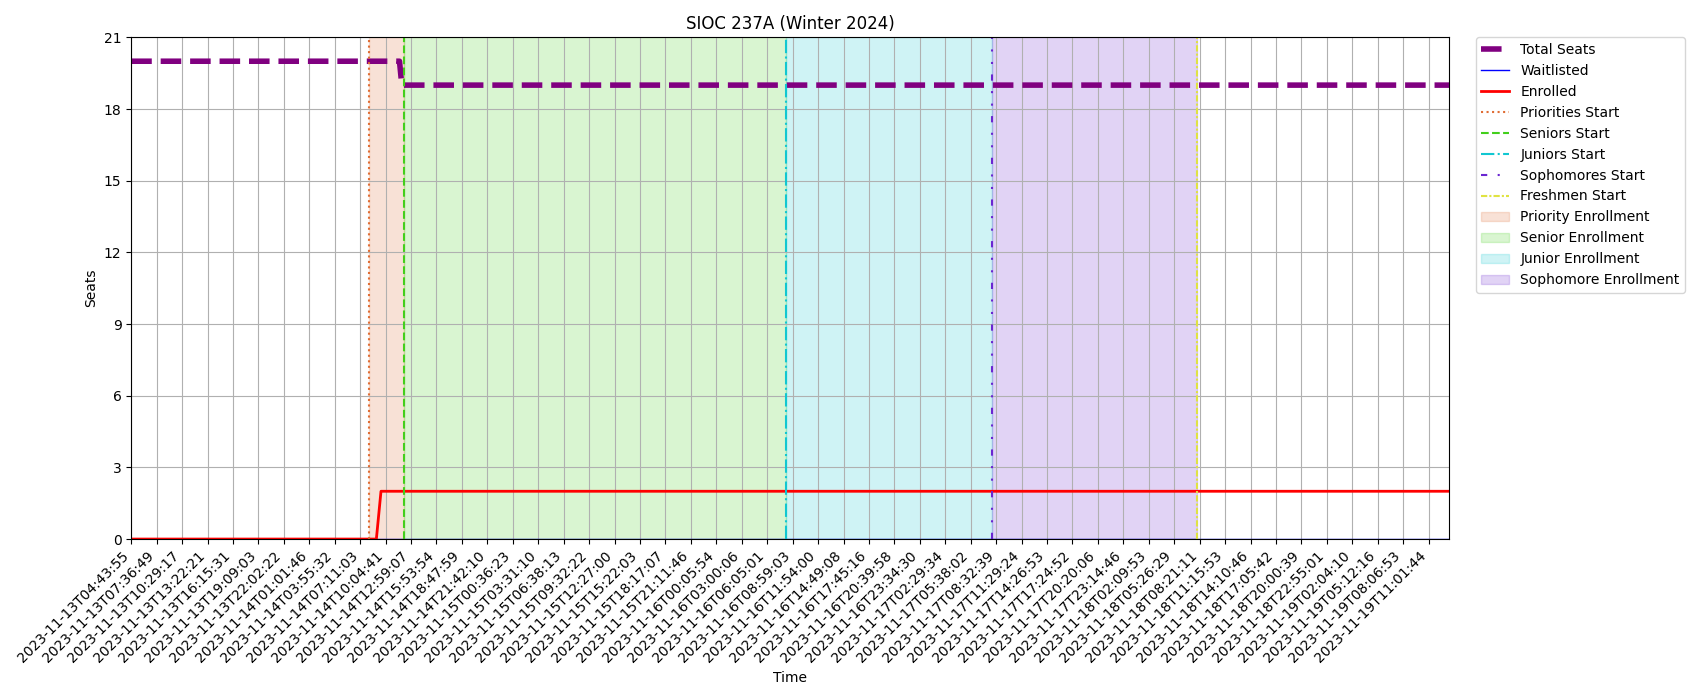 SIOC 237A (Winter 2024)
21
18
15
12
9
6
3
0
Seats
2023-11-13T04:43:55
2023-11-13T07:36:49
2023-11-13T10:29:17
2023-11-13T13:22:21
2023-11-13T16:15:31
2023-11-13T19:09:03
2023-11-13T22:02:22
2023-11-14T01:01:46
2023-11-14T03:55:32
2023-11-14T07:11:03
2023-11-14T10:04:41
2023-11-14T12:59:07
2023-11-14T15:53:54
2023-11-14T18:47:59
2023-11-14T21:42:10
2023-11-15T00:36:23
2023-11-15T03:31:10
2023-11-15T06:38:13
2023-11-15T09:32:22
2023-11-15T12:27:00
2023-11-15T15:22:03
2023-11-15T18:17:07
2023-11-15T21:11:46
2023-11-16T00:05:54
2023-11-16T03:00:06
2023-11-16T06:05:01
2023-11-16T08:59:03
2023-11-16T11:54:00
2023-11-16T14:49:08
2023-11-16T17:45:16
2023-11-16T20:39:58
2023-11-16T23:34:30
2023-11-17T02:29:34
2023-11-17T05:38:02
2023-11-17T08:32:39
2023-11-17T11:29:24
2023-11-17T14:26:53
2023-11-17T17:24:52
2023-11-17T20:20:06
2023-11-17T23:14:46
2023-11-18T02:09:53
2023-11-18T05:26:29
2023-11-18T08:21:11
2023-11-18T11:15:53
2023-11-18T14:10:46
2023-11-18T17:05:42
2023-11-18T20:00:39
2023-11-18T22:55:01
2023-11-19T02:04:10
2023-11-19T05:12:16
2023-11-19T08:06:53
2023-11-19T11:01:44
Time
Total Seats
Waitlisted
Enrolled
Priorities Start
Seniors Start
Juniors Start
Sophomores Start
Freshmen Start
Priority Enrollment
Senior Enrollment
Junior Enrollment
Sophomore Enrollment